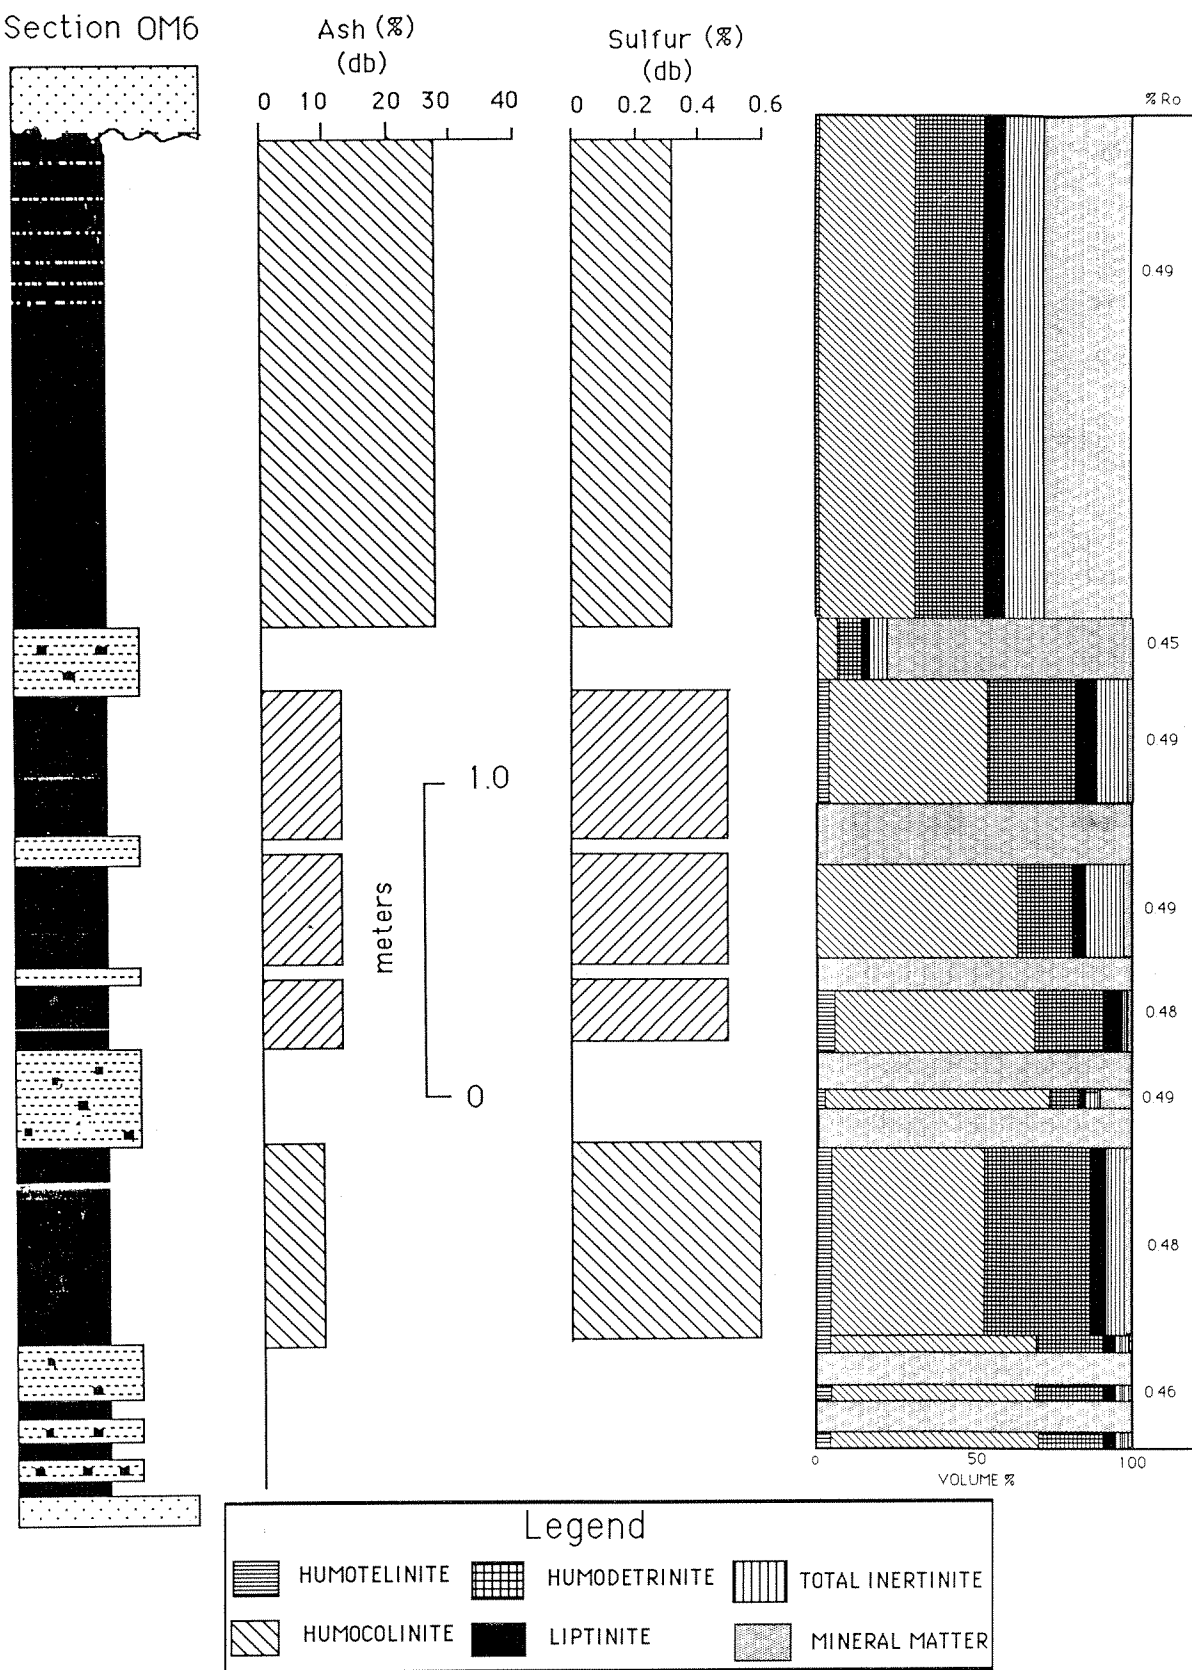 Section OM6
Ash (%)
(db)
0 10 20 30 40
Sulfur (%)
(db)
0 0.2 0.4 0.6
% Ro
0.49
0.45
0.49
0.49
0.48
0.49
0.48
0.46
1.0
meters
0
0 50 100
VOLUME %
Legend
HUMOTELINITE
HUMODETRINITE
TOTAL INERTINITE
HUMOCOLINITE
LIPTINITE
MINERAL MATTER